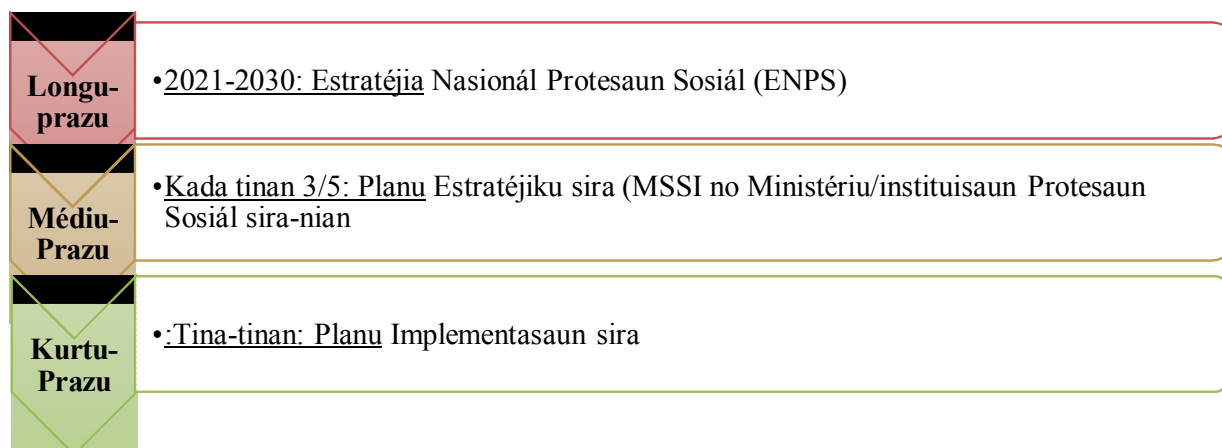 Longu-
prazu
•2021-2030: Estratéjia Nasionál Protesaun Sosiál (ENPS)
Médiu-
Prazu
•Kada tinan 3/5: Planu Estratéjiku sira (MSSI no Ministériu/instituisaun Protesaun
Sosiál sira-nian
Kurtu-
Prazu
•:Tina-tinan: Planu Implementasaun sira